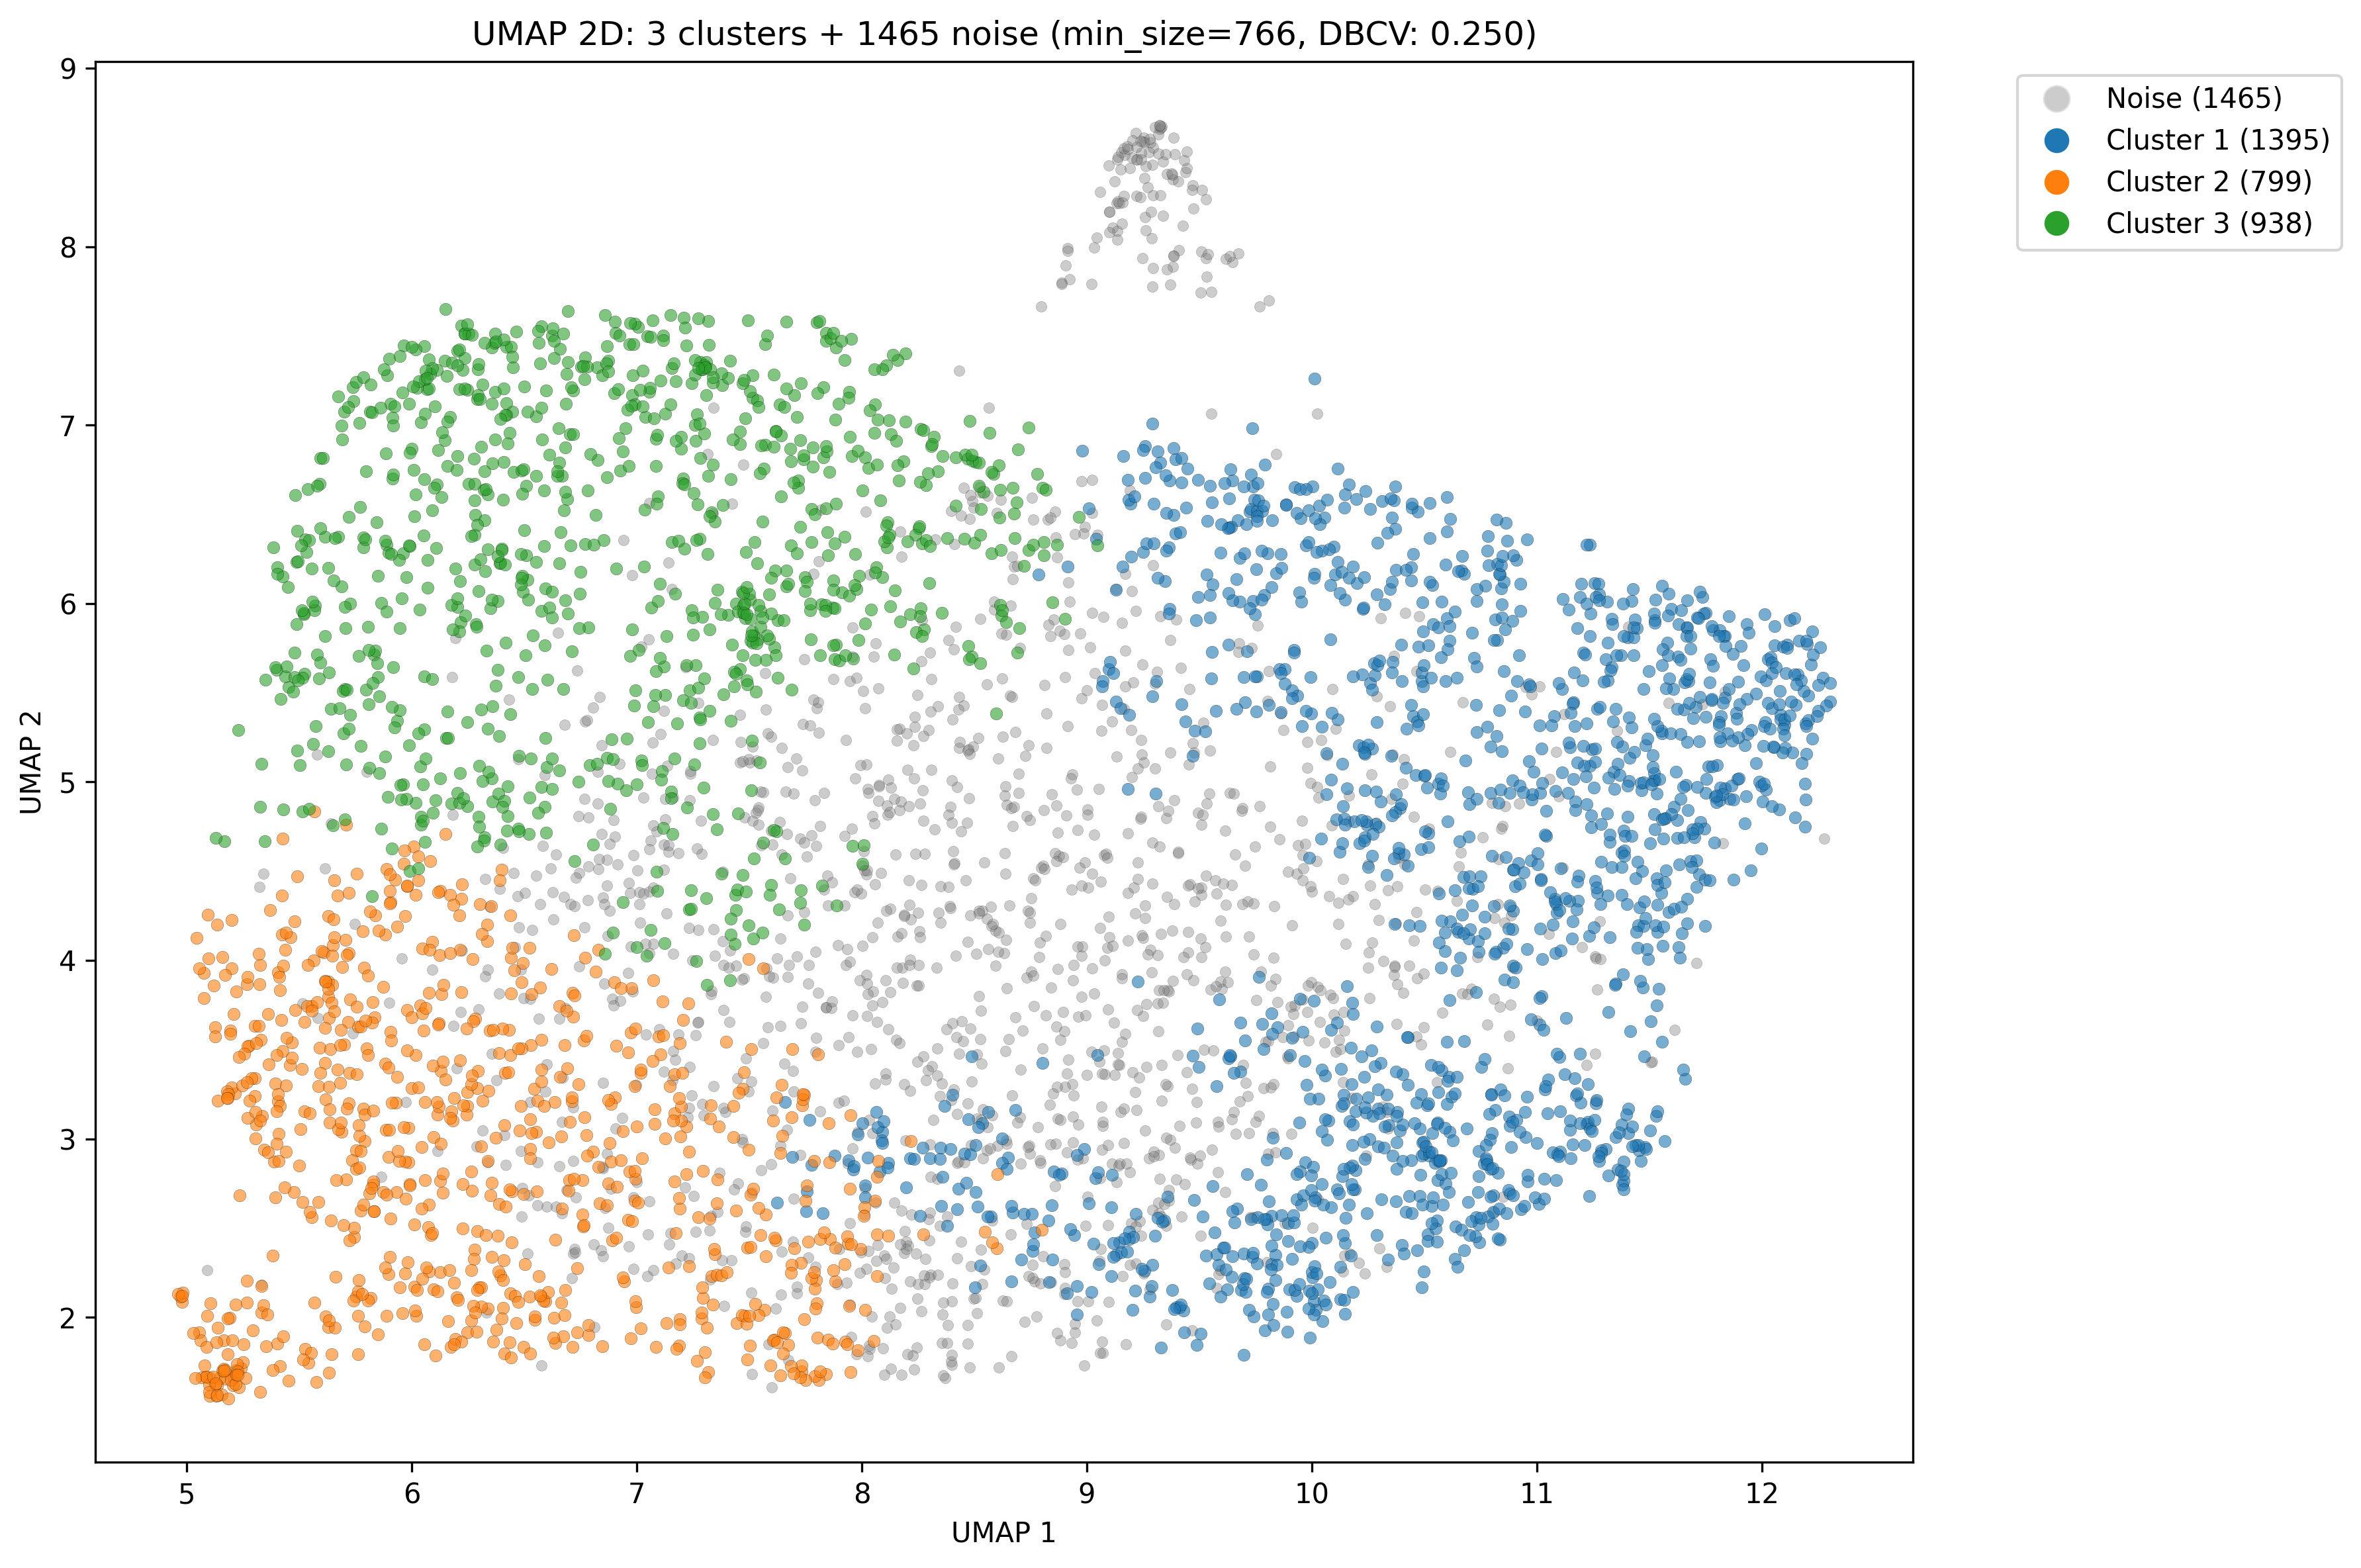 UMAP 2D: 3 clusters + 1465 noise (min_size=766, DBCV: 0.250)
Noise (1465)
Cluster 1 (1395)
Cluster 2 (799)
Cluster 3 (938)
UMAP 2
9
8
7
6
5
4
3
2
5 6 7 8 9 10 11 12
UMAP 1